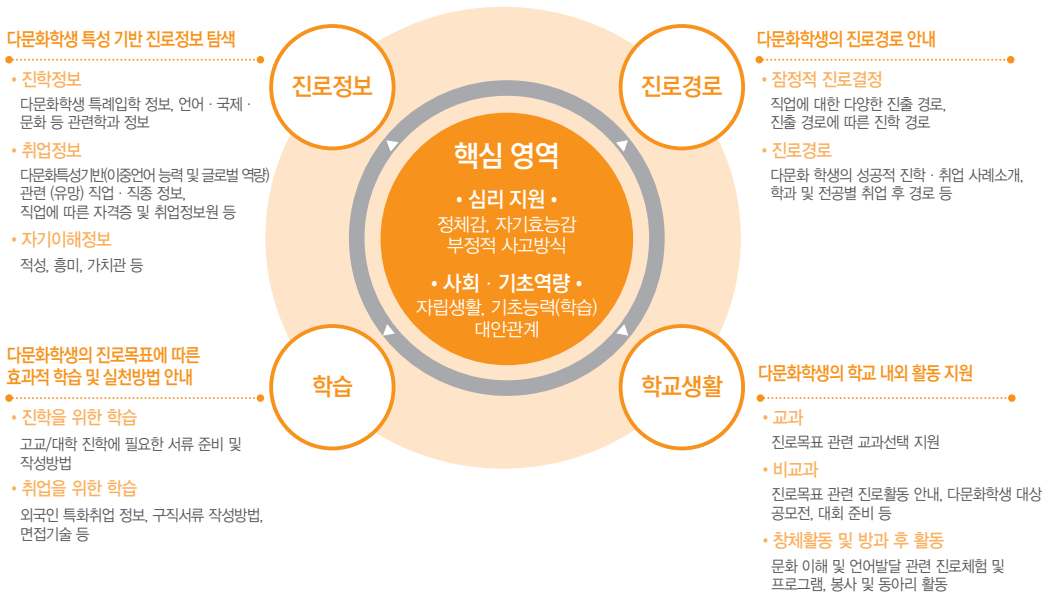 다문화학생 특성 기반 진로정보 탐색
• 진학정보
다문화학생 특례입학 정보, 언어 · 국제 ·
문화 등 관련학과 정보
• 취업정보
다문화특성기반(이중언어 능력 및 글로벌 역량)
관련 (유망) 직업 · 직종 정보,
직업에 따른 자격증 및 취업정보원 등
• 자기이해정보
적성, 흥미, 가치관 등
진로정보
진로경로
다문화학생의 진로경로 안내
• 잠정적 진로결정
직업에 대한 다양한 진출 경로,
진출 경로에 따른 진학 경로
• 진로경로
다문화 학생의 성공적 진학 · 취업 사례소개,
학과 및 전공별 취업 후 경로 등
핵심 영역
• 심리 지원 •
정체감, 자기효능감
부정적 사고방식
• 사회 · 기초역량 •
자립생활, 기초능력(학습)
대안관계
다문화학생의 진로목표에 따른
효과적 학습 및 실천방법 안내
• 진학을 위한 학습
고교/대학 진학에 필요한 서류 준비 및
작성방법
• 취업을 위한 학습
외국인 특화취업 정보, 구직서류 작성방법,
면접기술 등
학습
학교생활
다문화학생의 학교 내외 활동 지원
• 교과
진로목표 관련 교과선택 지원
• 비교과
진로목표 관련 진로활동 안내, 다문화학생 대상
공모전, 대회 준비 등
• 창체활동 및 방과 후 활동
문화 이해 및 언어발달 관련 진로체험 및
프로그램, 봉사 및 동아리 활동